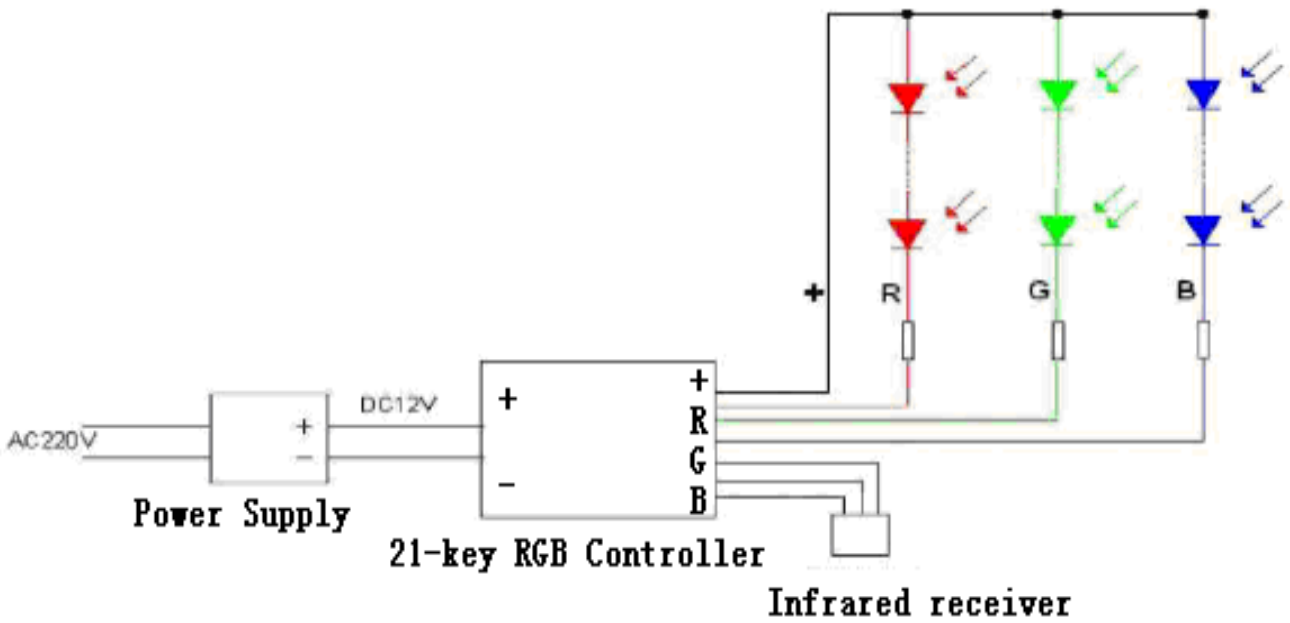 + R G B
AC220V
+
-
DC12V
+
-
+
R
G
B
Power Supply
21-key RGB Controller
Infrared receiver